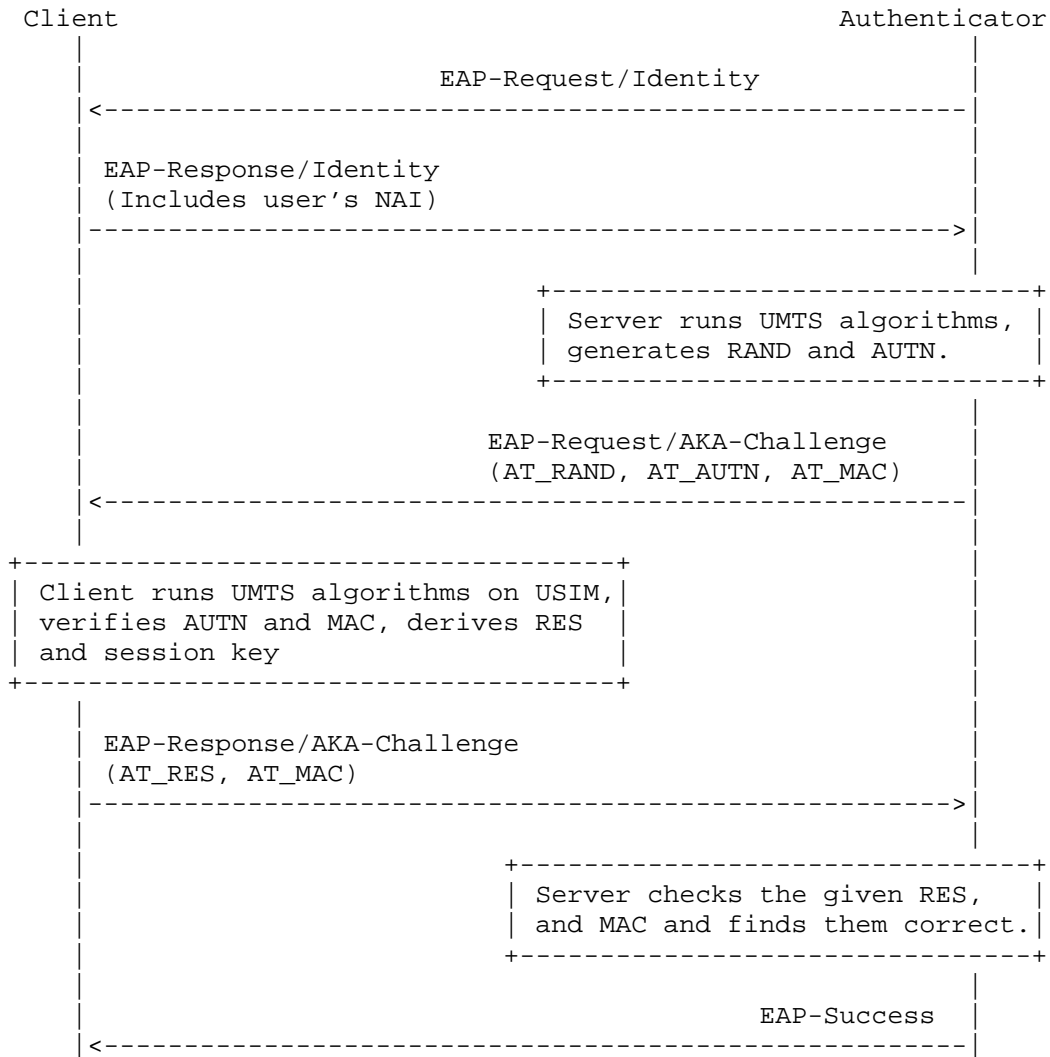 Client Authenticator
EAP-Request/Identity
EAP-Response/Identity
(Includes user's NAI)
Server runs UMTS algorithms,
generates RAND and AUTN.
EAP-Request/AKA-Challenge
(AT_RAND, AT_AUTN, AT_MAC)
Client runs UMTS algorithms on USIM,
verifies AUTN and MAC, derives RES
and session key
EAP-Response/AKA-Challenge
(AT_RES, AT_MAC)
Server checks the given RES,
and MAC and finds them correct.
EAP-Success